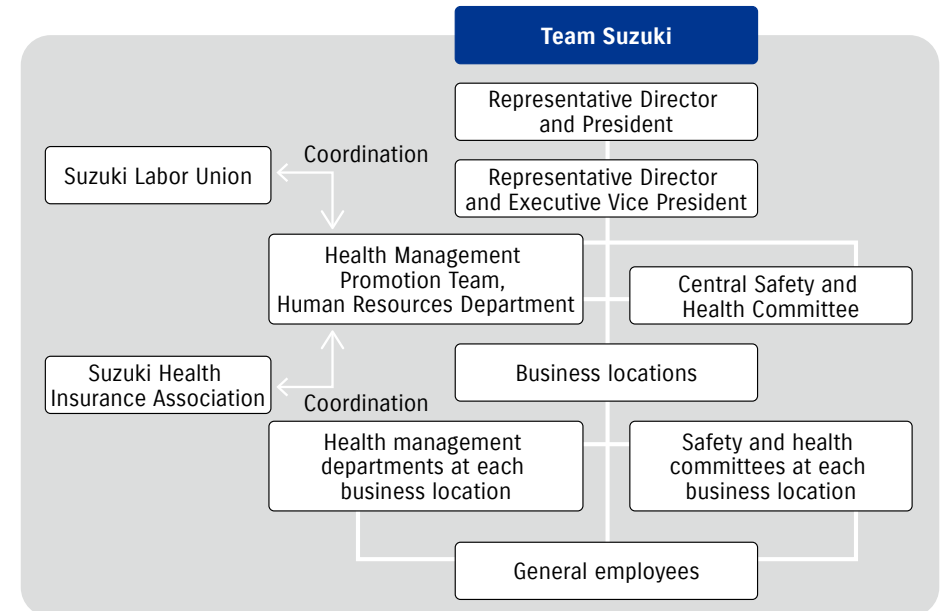 Team Suzuki
Representative Director
and President
Coordination
Suzuki Labor Union
Representative Director
and Executive Vice President
Health Management
Promotion Team,
Human Resources Department
Central Safety and
Health Committee
Suzuki Health
Insurance Association
Business locations
Coordination
Health management
departments at each
business location
Safety and health
committees at each
business location
General employees